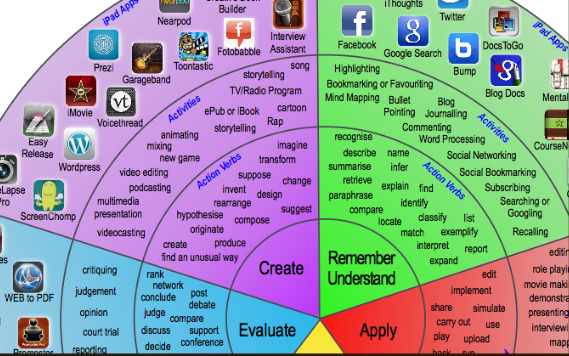 iPad Apps
Nearpod
Builder
Fotobabble
Interview
Assistant
Prezi
Garageband
Toontastic
iMovie
Voicethread
Easy
Release
Wordpress
Pro
ScreenChomp
Activities
song
storytelling
TV/Radio Program
ePub or iBook
cartoon
storytelling
Rap
animating
mixing
new game
video editing
podcasting
multimedia
presentation
videocasting
Action Verbs
imagine
transform
suppose
change
invent
design
rearrange
suggest
hypothesise
compose
originate
create
produce
find an unusual way
Create
iThoughts
Twitter
Facebook
Google Search
DocsToGo
Bump
Blog Docs
iPad Apps
Highlighting
Bookmarking or Favouriting
Mind Mapping
Bullet
Pointing
Blog
Journalling
Commenting
Word Processing
Activities
Social Networking
Social Bookmarking
Subscribing
Searching or
Googling
Recalling
recognise
describe
name
summarise
infer
Action Verbs
retrieve
explain
find
paraphrase
identify
compare
locate
classify
list
match
exemplify
interpret
report
expand
Remember
Understand
WEB to PDF
critiquing
judgement
opinion
court trial
reporting
rank
network
conclude
post
debate
judge
compare
discuss
support
decide
conference
Evaluate
Apply
edit
implement
share
simulate
carry out
use
play
upload
hack
run
role playing
movie making
presenting